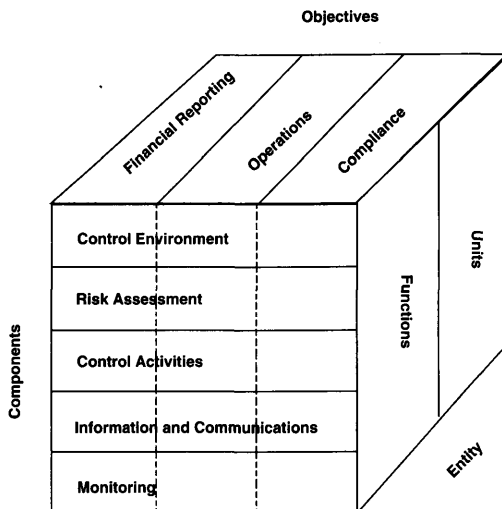 Objectives
Financial Reporting
Operations
Compliance
Components
Control Environment
Risk Assessment
Control Activities
Information and Communications
Monitoring
Functions
Units
Entity